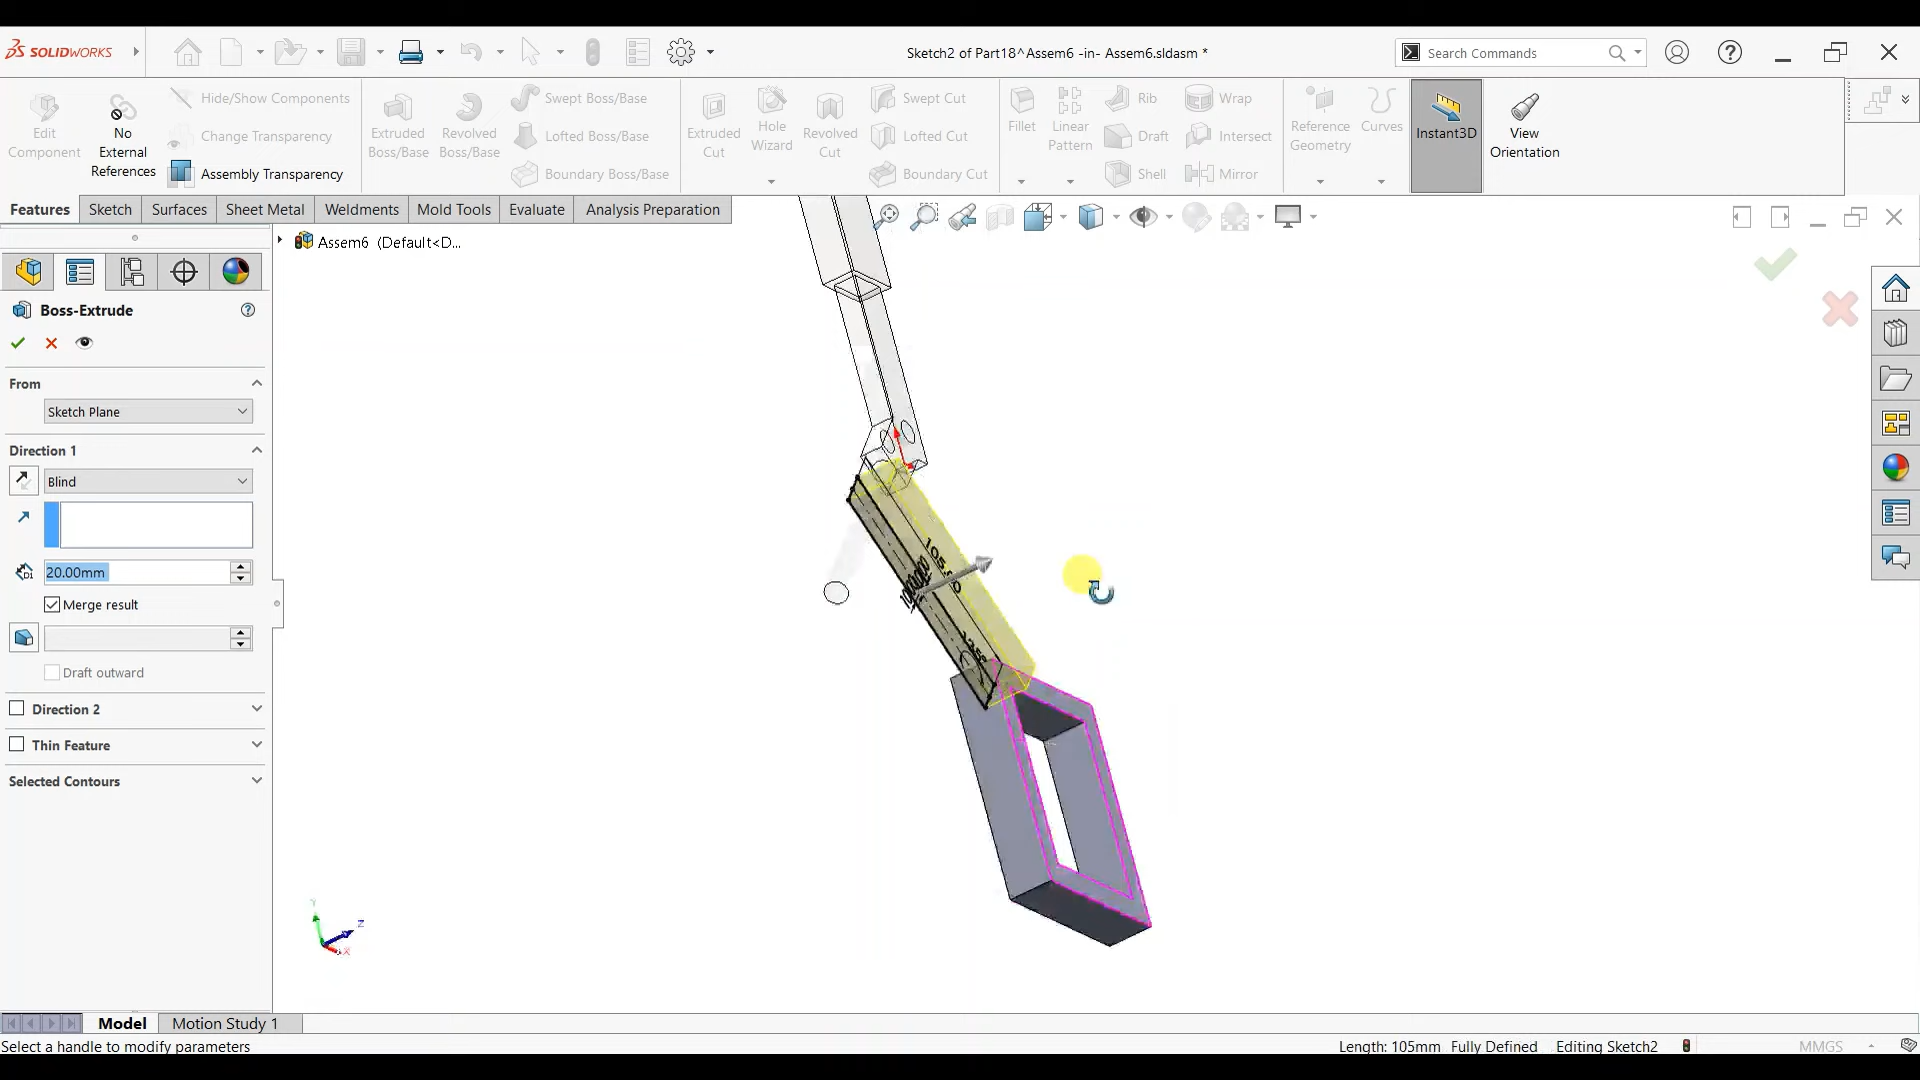 SOLIDWORKS
Sketch2 of Part18^Assem6 -in- Assem6.sldasm *
Search Commands
Edit Component
No External References
Hide/Show Components
Change Transparency
Assembly Transparency
Extruded Boss/Base
Revolved Boss/Base
Swept Boss/Base
Lofted Boss/Base
Boundary Boss/Base
Extruded Cut
Hole Wizard
Revolved Cut
Swept Cut
Lofted Cut
Boundary Cut
Fillet
Linear Pattern
Rib
Draft
Shell
Wrap
Intersect
Mirror
Reference Geometry
Curves
Instant3D
View Orientation
Features
Sketch
Surfaces
Sheet Metal
Weldments
Mold Tools
Evaluate
Analysis Preparation
Assem6 (Default<D...
Boss-Extrude
From
Sketch Plane
Direction 1
Blind
20.00mm
Merge result
Draft outward
Direction 2
Thin Feature
Selected Contours
Y
Z
X
Model
Motion Study 1
Select a handle to modify parameters
Length: 105mm
Fully Defined
Editing Sketch2
MMGS